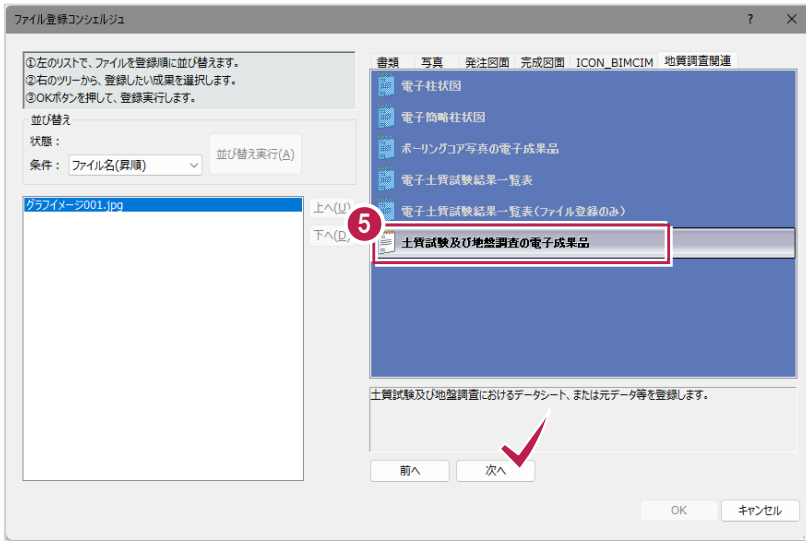 ファイル登録コンシェルジュ ? ×
①左のリストで、ファイルを登録順に並び替えます。
②右のツリーから、登録したい成果を選択します。
③OKボタンを押して、登録実行します。
並び替え
状態：
条件： ファイル名(昇順)
並び替え実行(A)
グラフイメージ001.jpg
上へ(U)
下へ(D)
書類 写真 発注図面 完成図面 ICON_BIMCIM 地質調査関連
電子柱状図
電子簡略柱状図
ボーリングコア写真の電子成果品
電子土質試験結果一覧表
電子土質試験結果一覧表(ファイル登録のみ)
5
土質試験及び地盤調査の電子成果品
土質試験及び地盤調査におけるデータシート、または元データ等を登録します。
前へ 次へ
OK キャンセル